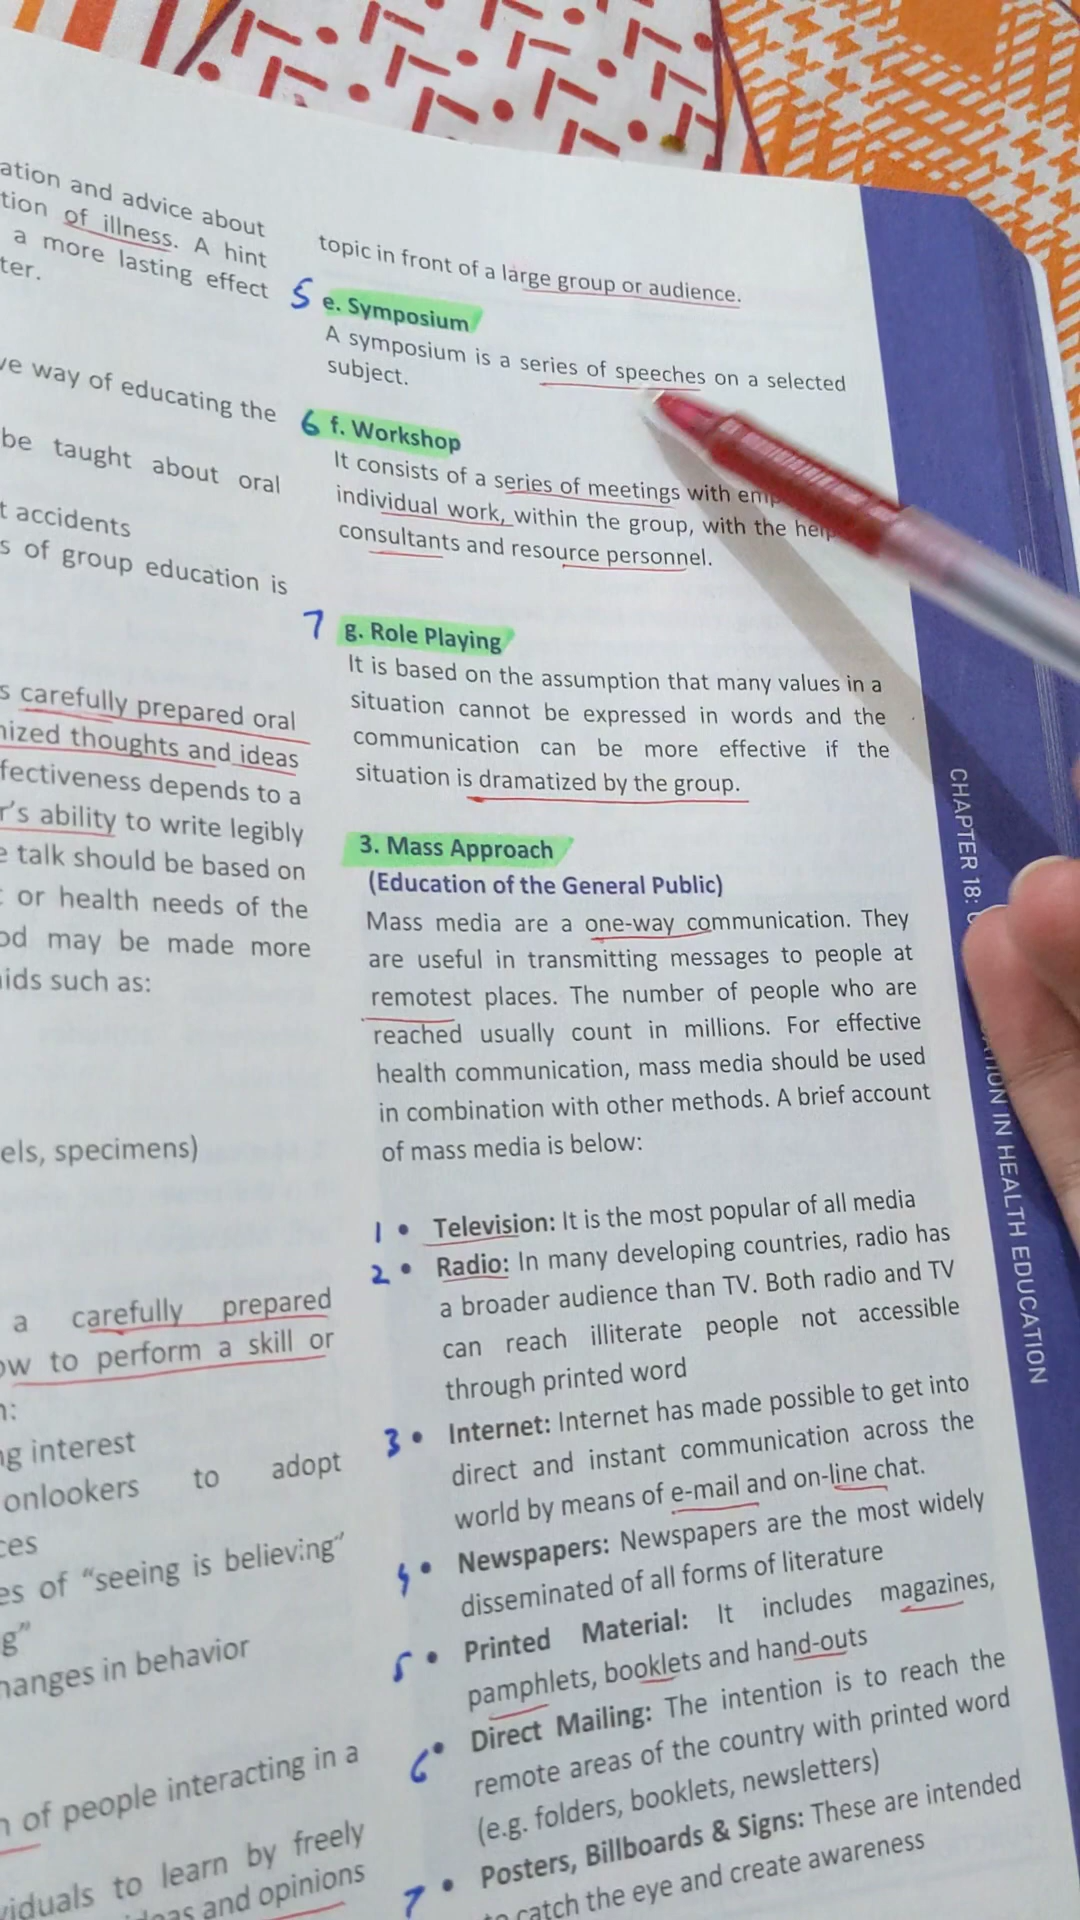 ation and advice about
tion of illness. A hint
a more lasting effect
ter.
ve way of educating the
be taught about oral
t accidents
s of group education is
s carefully prepared oral
nized thoughts and ideas
fectiveness depends to a
r's ability to write legibly
e talk should be based on
or health needs of the
od may be made more
aids such as:
els, specimens)
a carefully prepared
ow to perform a skill or
n:
ng interest
onlookers to adopt
ces
es of “seeing is believing”
g”
hanges in behavior
of people interacting in a
viduals to learn by freely
deas and opinions
topic in front of a large group or audience.
5 e. Symposium
A symposium is a series of speeches on a selected
subject.
6 f. Workshop
It consists of a series of meetings with
individual work, within the group, with the help
consultants and resource personnel.
7 g. Role Playing
It is based on the assumption that many values in a
situation cannot be expressed in words and the
communication can be more effective if the
situation is dramatized by the group.
3. Mass Approach
(Education of the General Public)
Mass media are a one-way communication. They
are useful in transmitting messages to people at
remotest places. The number of people who are
reached usually count in millions. For effective
health communication, mass media should be used
in combination with other methods. A brief account
of mass media is below:
1 • Television: It is the most popular of all media
2 • Radio: In many developing countries, radio has
a broader audience than TV. Both radio and TV
can reach illiterate people not accessible
through printed word
3 • Internet: Internet has made possible to get into
direct and instant communication across the
world by means of e-mail and on-line chat.
4 • Newspapers: Newspapers are the most widely
disseminated of all forms of literature
5 • Printed Material: It includes magazines,
pamphlets, booklets and hand-outs
6 • Direct Mailing: The intention is to reach the
remote areas of the country with printed word
(e.g. folders, booklets, newsletters)
7 • Posters, Billboards & Signs: These are intended
to catch the eye and create awareness
CHAPTER 18: IN HEALTH EDUCATION